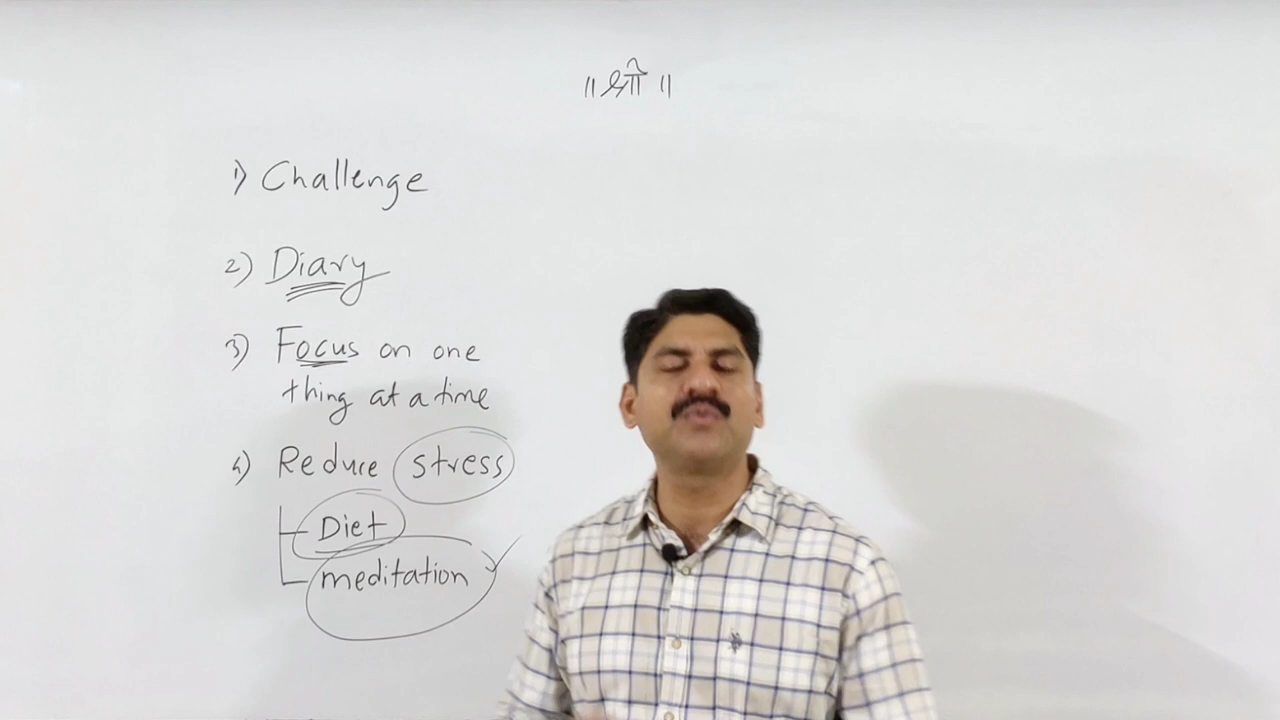 ॥ श्री ॥
1) Challenge
2) Diary
3) Focus on one
thing at a time
4) Reduce stress
Diet
meditation